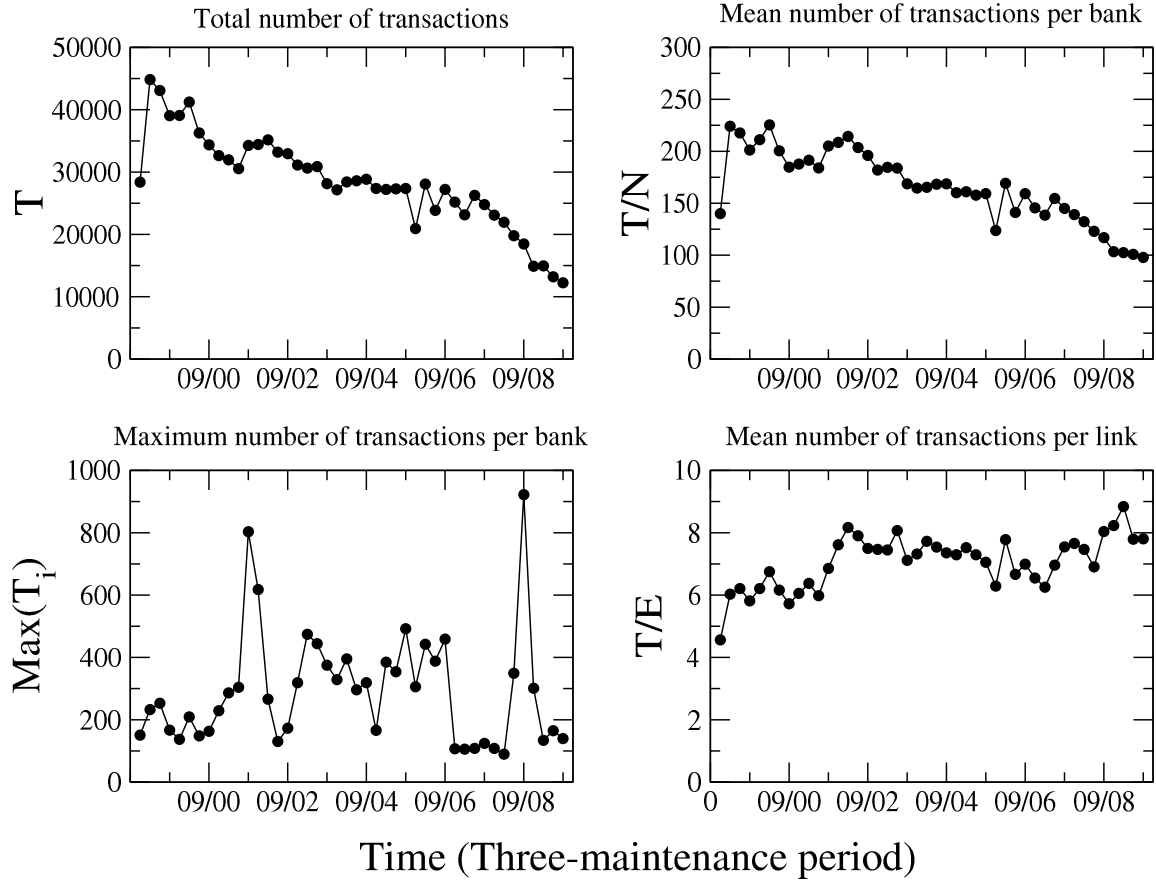 Total number of transactions
Mean number of transactions per bank
50000
40000
30000
20000
10000
0
T
09/00 09/02 09/04 09/06 09/08
300
250
200
150
100
50
0
T/N
09/00 09/02 09/04 09/06 09/08
Maximum number of transactions per bank
Mean number of transactions per link
1000
800
600
400
200
0
Max(T_i)
09/00 09/02 09/04 09/06 09/08
10
8
6
4
2
0
T/E
0 09/00 09/02 09/04 09/06 09/08
Time (Three-maintenance period)